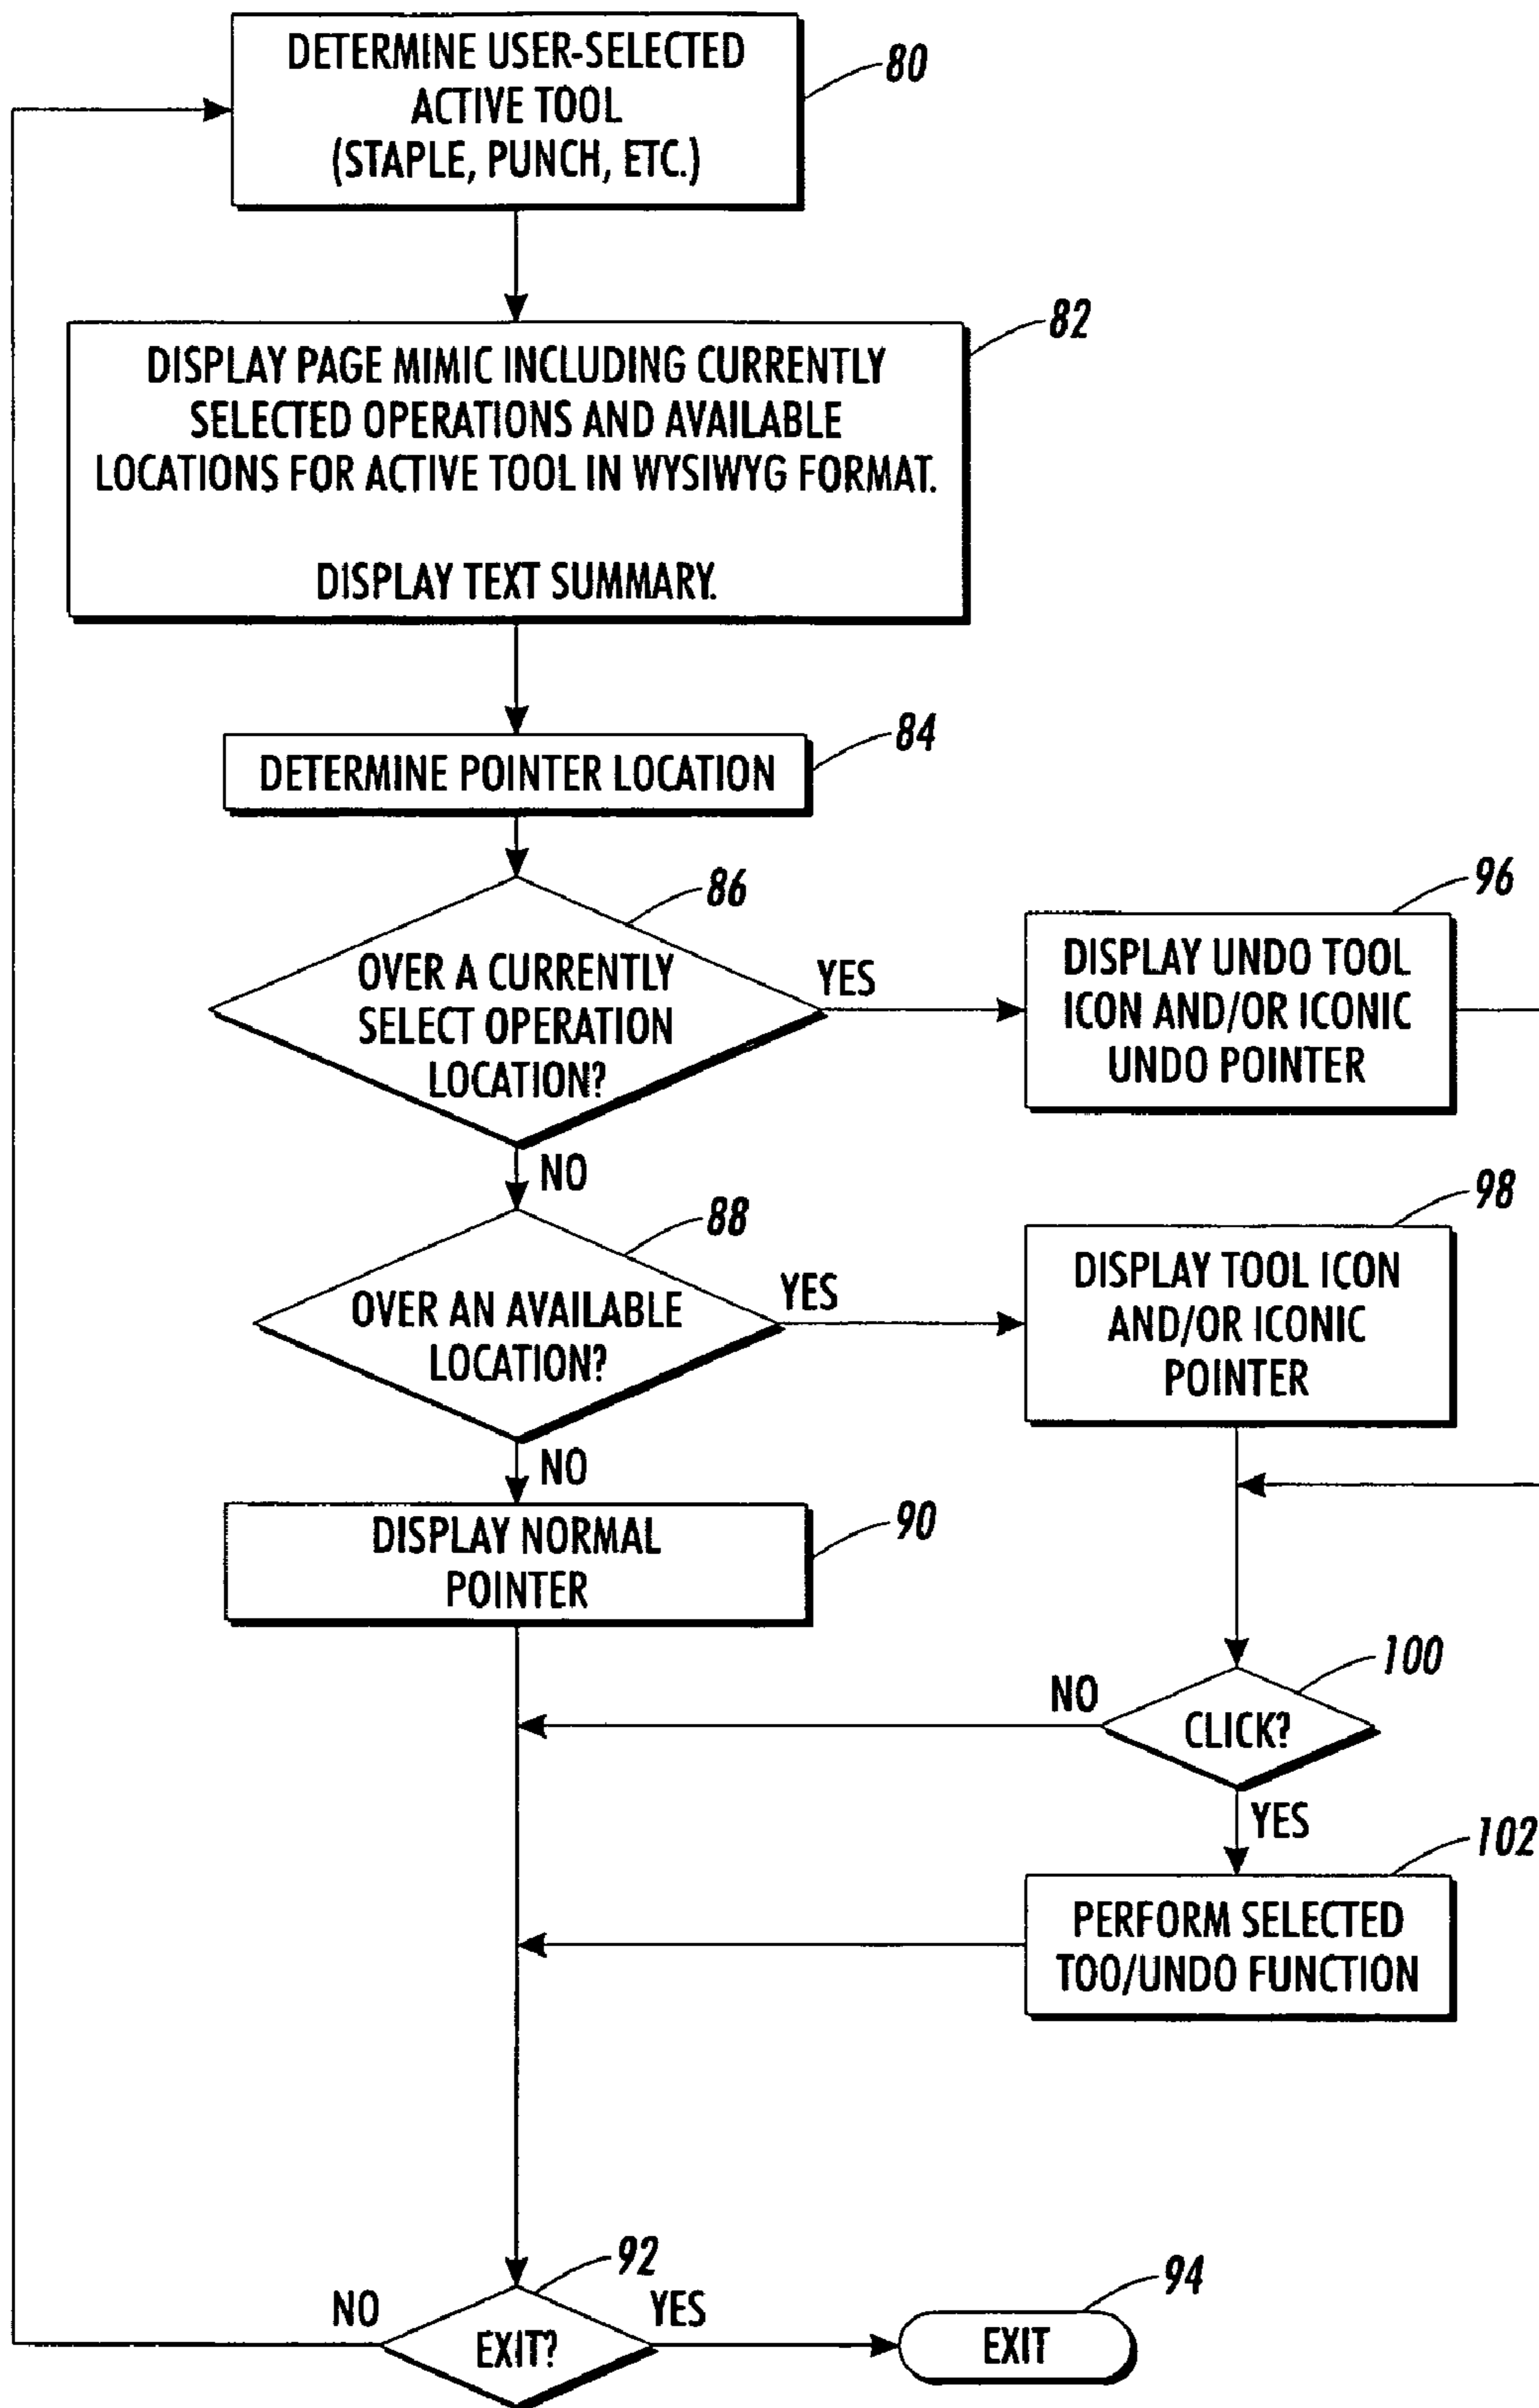 DETERMINE USER-SELECTED
ACTIVE TOOL
(STAPLE, PUNCH, ETC.)
80
DISPLAY PAGE MIMIC INCLUDING CURRENTLY
SELECTED OPERATIONS AND AVAILABLE
LOCATIONS FOR ACTIVE TOOL IN WYSIWYG FORMAT.
DISPLAY TEXT SUMMARY.
82
DETERMINE POINTER LOCATION
84
OVER A CURRENTLY
SELECT OPERATION
LOCATION?
86
YES
NO
DISPLAY UNDO TOOL
ICON AND/OR ICONIC
UNDO POINTER
96
OVER AN AVAILABLE
LOCATION?
88
YES
NO
DISPLAY TOOL ICON
AND/OR ICONIC
POINTER
98
DISPLAY NORMAL
POINTER
90
CLICK?
100
NO
YES
PERFORM SELECTED
TOO/UNDO FUNCTION
102
EXIT?
92
NO
YES
EXIT
94